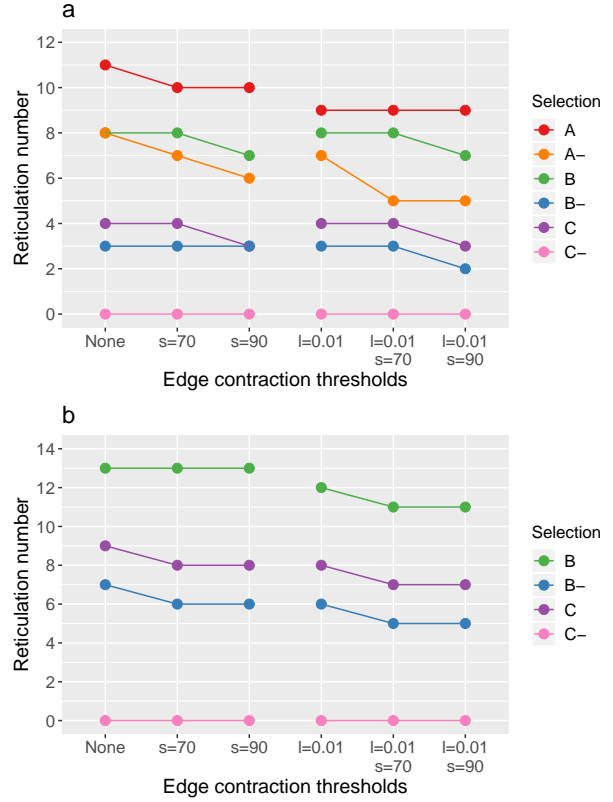 a
12
10
8
6
4
2
0
Reticulation number
None s=70 s=90 l=0.01 l=0.01 l=0.01
s=70 s=90
Edge contraction thresholds
Selection
A
A−
B
B−
C
C−
b
14
12
10
8
6
4
2
0
Reticulation number
None s=70 s=90 l=0.01 l=0.01 l=0.01
s=70 s=90
Edge contraction thresholds
Selection
B
B−
C
C−